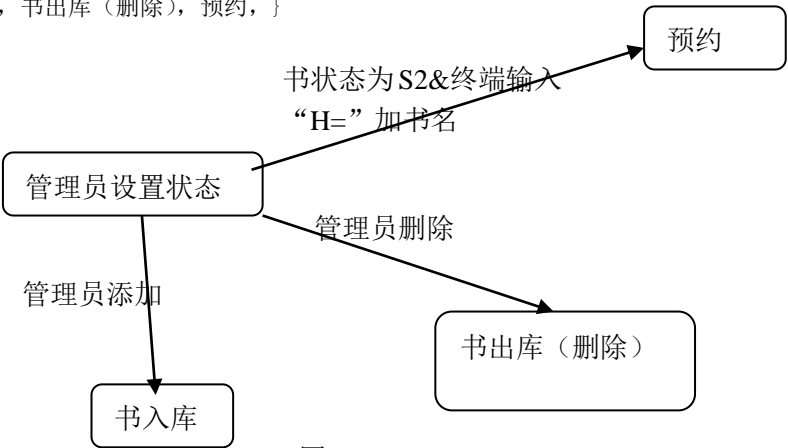 ，书出库（删除），预约，}
预约
书状态为S2&终端输入
“H=”加书名
管理员设置状态
管理员删除
管理员添加
书出库（删除）
书入库